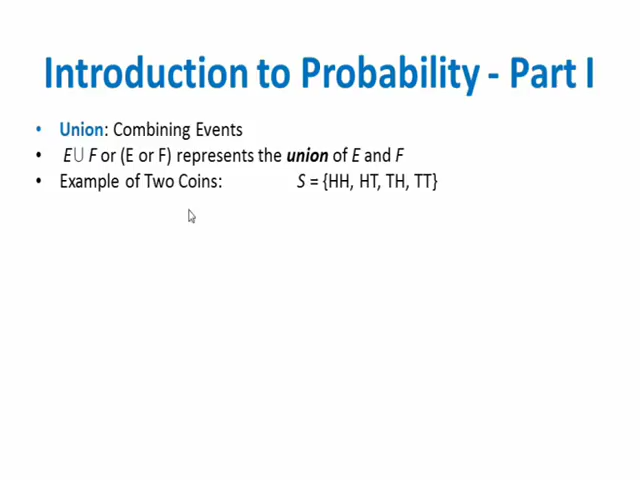 Introduction to Probability - Part I
• Union: Combining Events
• E∪ F or (E or F) represents the union of E and F
• Example of Two Coins: S = {HH, HT, TH, TT}